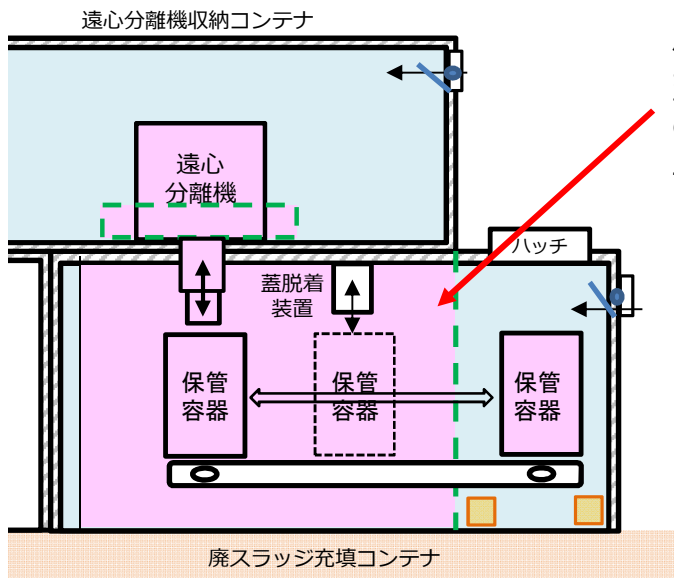 遠心分離機収納コンテナ
遠心
分離機
ハッチ
蓋脱着
装置
保管
容器
保管
容器
保管
容器
廃スラッジ充填コンテナ